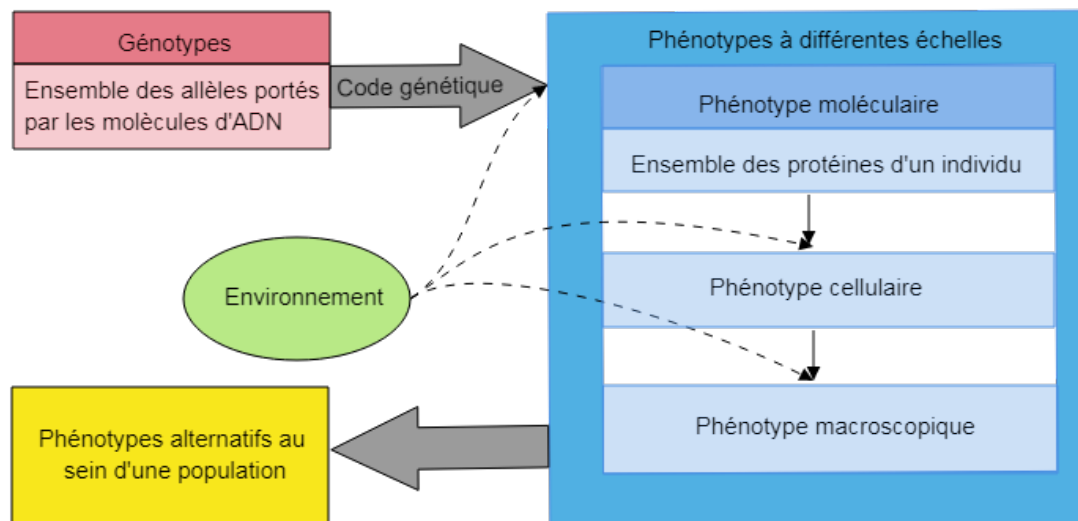 Génotypes
Ensemble des allèles portés
par les molècules d'ADN
Code génétique
Phénotypes à différentes échelles
Phénotype moléculaire
Ensemble des protéines d'un individu
Phénotype cellulaire
Phénotype macroscopique
Environnement
Phénotypes alternatifs au
sein d'une population